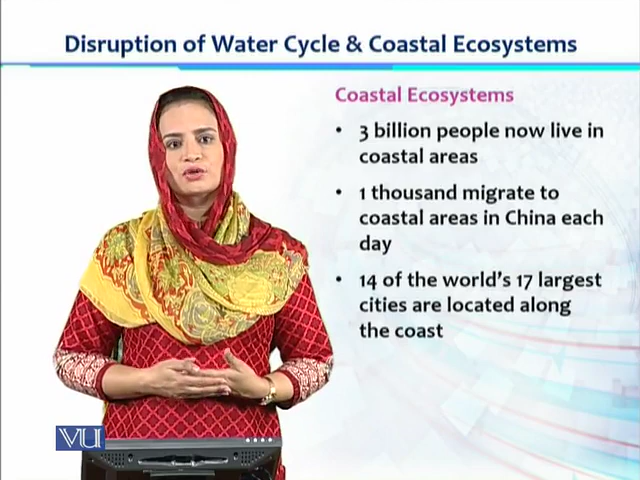 Disruption of Water Cycle & Coastal Ecosystems
Coastal Ecosystems
• 3 billion people now live in
coastal areas
• 1 thousand migrate to
coastal areas in China each
day
• 14 of the world's 17 largest
cities are located along
the coast
VU